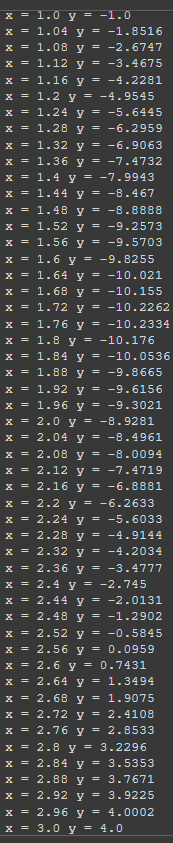 x = 1.0 y = -1.0
x = 1.04 y = -1.8516
x = 1.08 y = -2.6747
x = 1.12 y = -3.4675
x = 1.16 y = -4.2281
x = 1.2 y = -4.9545
x = 1.24 y = -5.6445
x = 1.28 y = -6.2959
x = 1.32 y = -6.9063
x = 1.36 y = -7.4732
x = 1.4 y = -7.9943
x = 1.44 y = -8.467
x = 1.48 y = -8.8888
x = 1.52 y = -9.2573
x = 1.56 y = -9.5703
x = 1.6 y = -9.8255
x = 1.64 y = -10.021
x = 1.68 y = -10.155
x = 1.72 y = -10.2262
x = 1.76 y = -10.2334
x = 1.8 y = -10.176
x = 1.84 y = -10.0536
x = 1.88 y = -9.8665
x = 1.92 y = -9.6156
x = 1.96 y = -9.3021
x = 2.0 y = -8.9281
x = 2.04 y = -8.4961
x = 2.08 y = -8.0094
x = 2.12 y = -7.4719
x = 2.16 y = -6.8881
x = 2.2 y = -6.2633
x = 2.24 y = -5.6033
x = 2.28 y = -4.9144
x = 2.32 y = -4.2034
x = 2.36 y = -3.4777
x = 2.4 y = -2.745
x = 2.44 y = -2.0131
x = 2.48 y = -1.2902
x = 2.52 y = -0.5845
x = 2.56 y = 0.0959
x = 2.6 y = 0.7431
x = 2.64 y = 1.3494
x = 2.68 y = 1.9075
x = 2.72 y = 2.4108
x = 2.76 y = 2.8533
x = 2.8 y = 3.2296
x = 2.84 y = 3.5353
x = 2.88 y = 3.7671
x = 2.92 y = 3.9225
x = 2.96 y = 4.0002
x = 3.0 y = 4.0